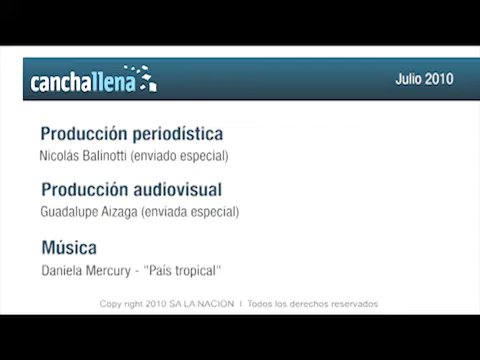 canchallena
Julio 2010
Producción periodística
Nicolás Balinotti (enviado especial)
Producción audiovisual
Guadalupe Aizaga (enviada especial)
Música
Daniela Mercury - "País tropical"
Copy right 2010 SA LA NACION I Todos los derechos reservados